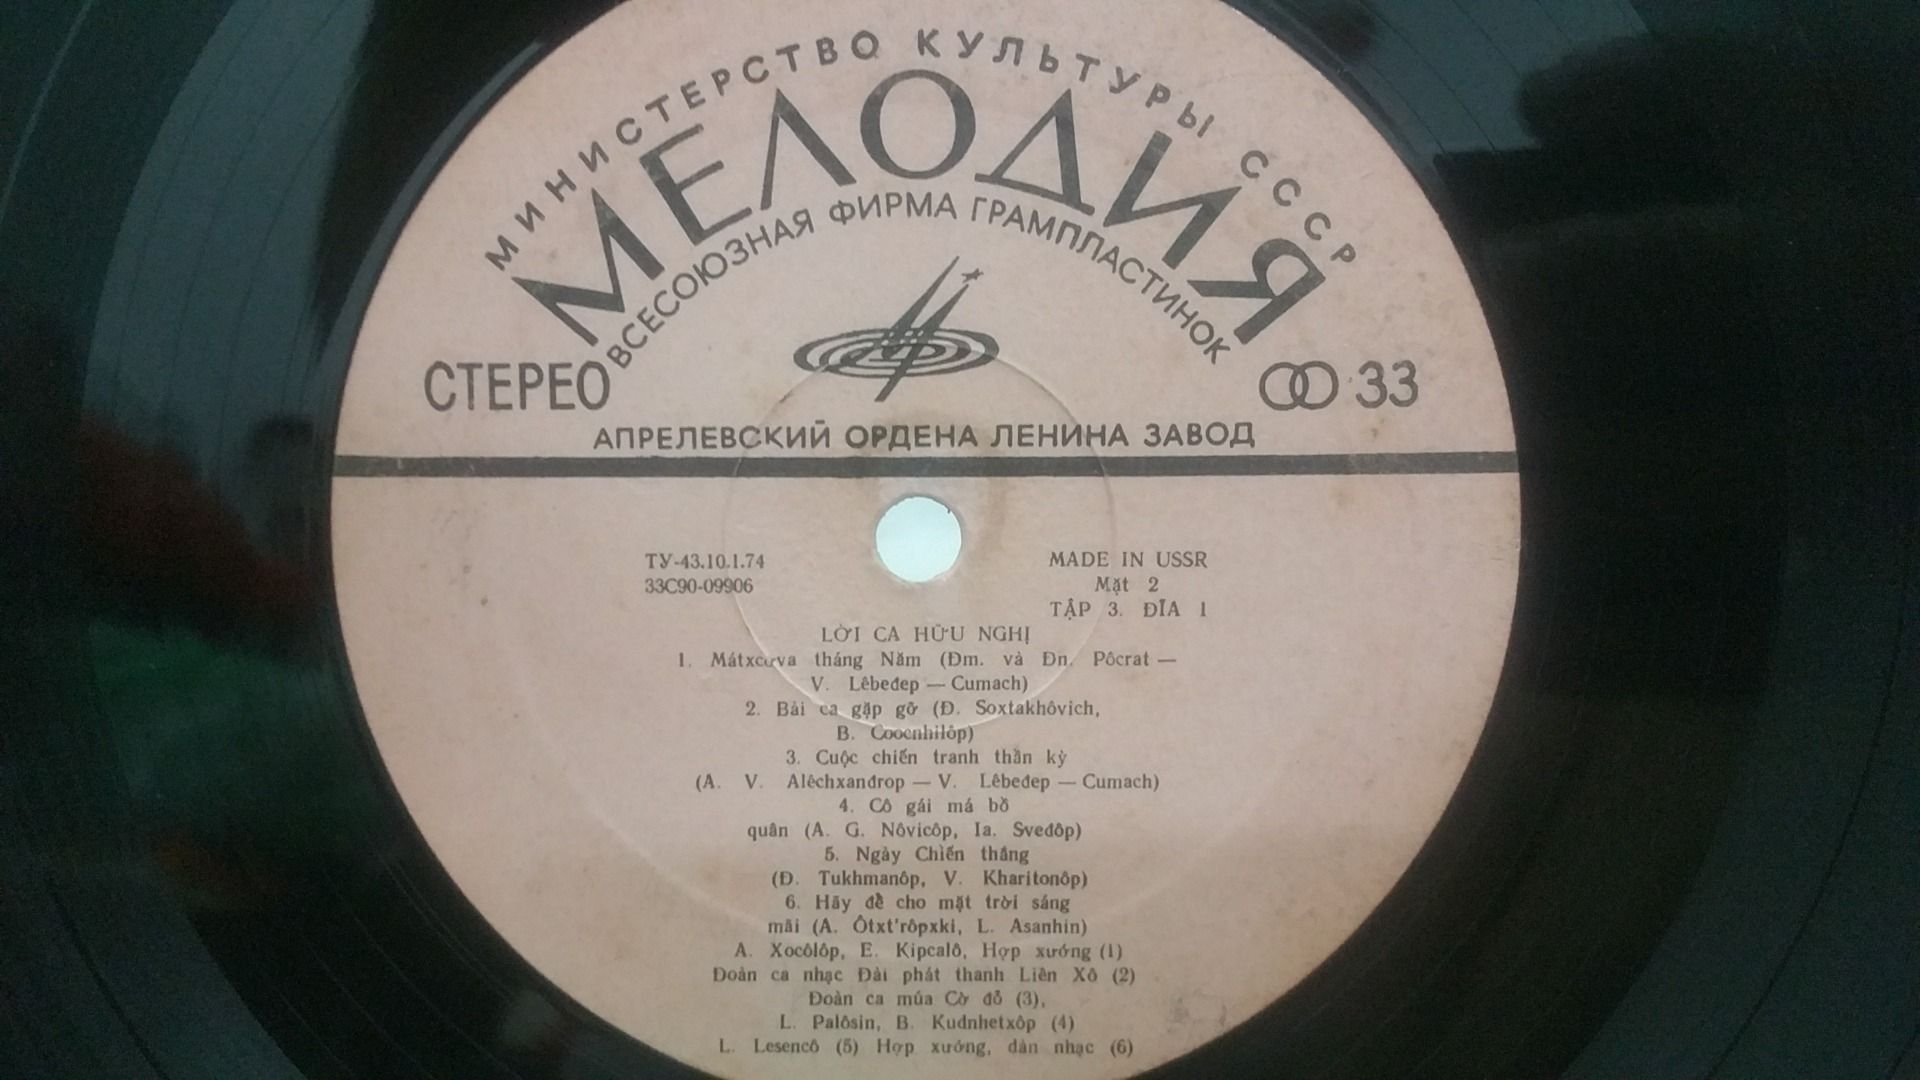 МИНИСТЕРСТВО КУЛЬТУРЫ СССР
МЕЛОДИЯ
ВСЕСОЮЗНАЯ ФИРМА ГРАМПЛАСТИНОК
СТЕРЕО
33
АПРЕЛЕВСКИЙ ОРДЕНА ЛЕНИНА ЗАВОД
ТУ-43.10.1.74
33С90-09906
MADE IN USSR
Mặt 2
TẬP 3. ĐĨA 1
LỜI CA HỮU NGHỊ
1. Mátxcơva tháng Năm (Đm. và Đn. Pôcrat —
V. Lêbeđep — Cumach)
2. Bài ca gặp gỡ (Đ. Soxtakhôvich,
B. Coocnhilôp)
3. Cuộc chiến tranh thần kỳ
(A. V. Alêchxanđrop — V. Lêbeđep — Cumach)
4. Cô gái má bồ
quân (A. G. Nôvicôp, Ia. Sveđôp)
5. Ngày Chiến thắng
(Đ. Tukhmanôp, V. Kharitonôp)
6. Hãy để cho mặt trời sáng
mãi (A. Ôtxt'rôpxki, L. Asanhin)
A. Xocôlôp, E. Kipcalô, Hợp xướng (1)
Đoàn ca nhạc Đài phát thanh Liên Xô (2)
Đoàn ca múa Cờ đỏ (3),
L. Palôsin, B. Kudnhetxôp (4)
L. Lesencô (5) Hợp xướng, dàn nhạc (6)